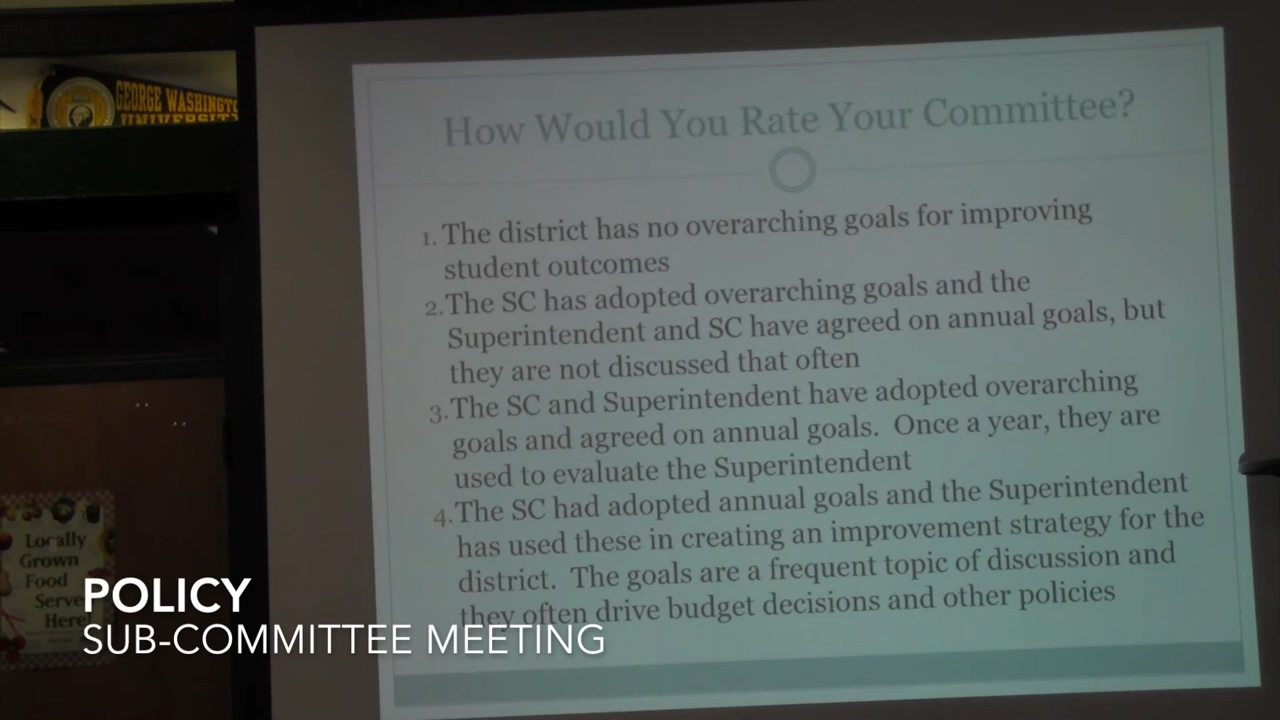 GEORGE WASHINGTO
UNIVERSITY
How Would You Rate Your Committee?
1. The district has no overarching goals for improving
student outcomes
2. The SC has adopted overarching goals and the
Superintendent and SC have agreed on annual goals, but
they are not discussed that often
3. The SC and Superintendent have adopted overarching
goals and agreed on annual goals.  Once a year, they are
used to evaluate the Superintendent
4. The SC had adopted annual goals and the Superintendent
has used these in creating an improvement strategy for the
district.  The goals are a frequent topic of discussion and
they often drive budget decisions and other policies
Locally
Grown
Food
Serve
Here!
POLICY
SUB-COMMITTEE MEETING